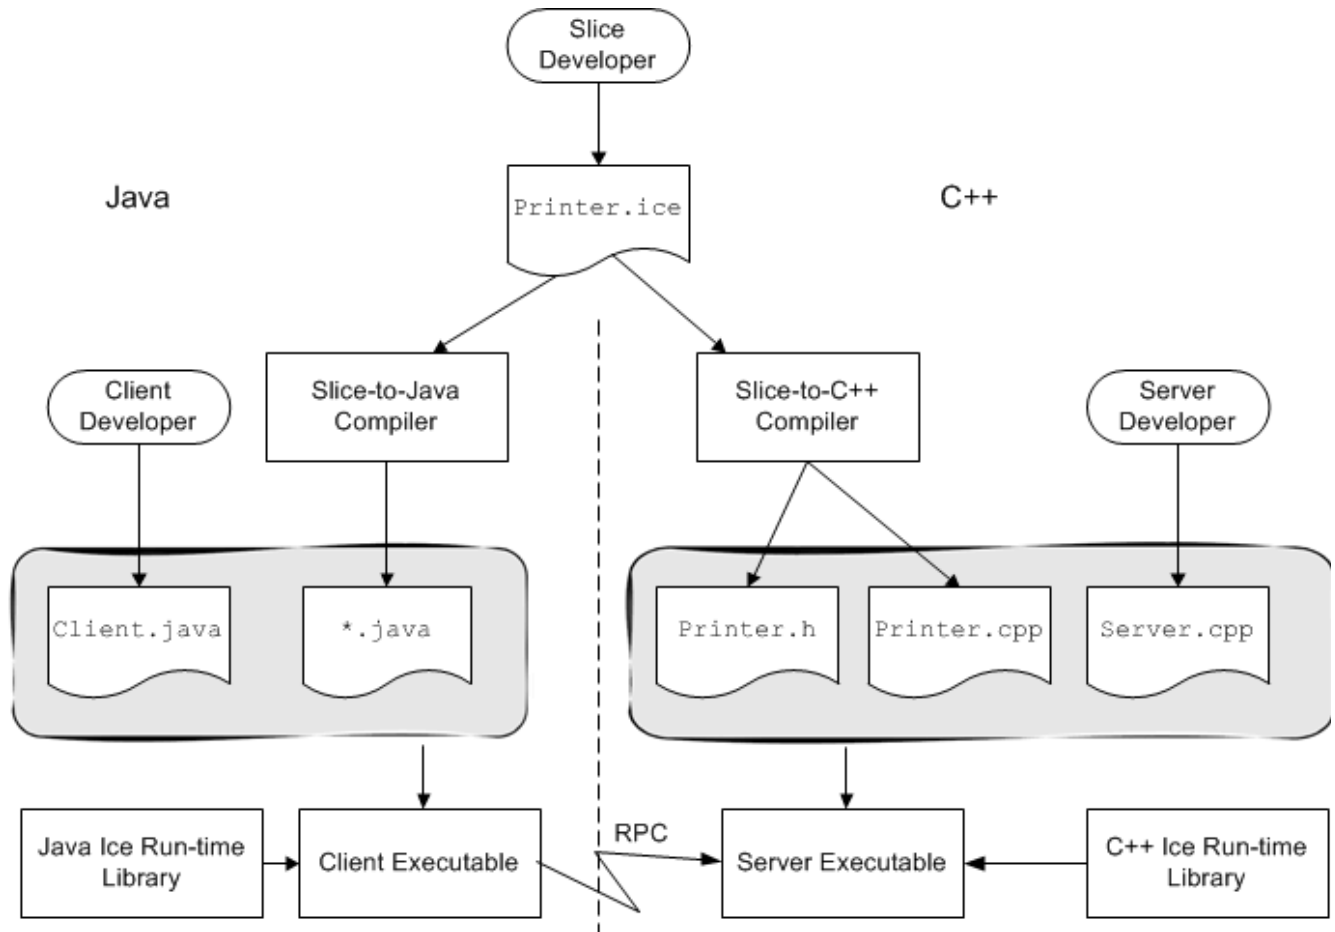 Slice
Developer
Java
Printer.ice
C++
Client
Developer
Slice-to-Java
Compiler
Slice-to-C++
Compiler
Server
Developer
Client.java
*.java
Printer.h
Printer.cpp
Server.cpp
RPC
Java Ice Run-time
Library
Client Executable
Server Executable
C++ Ice Run-time
Library